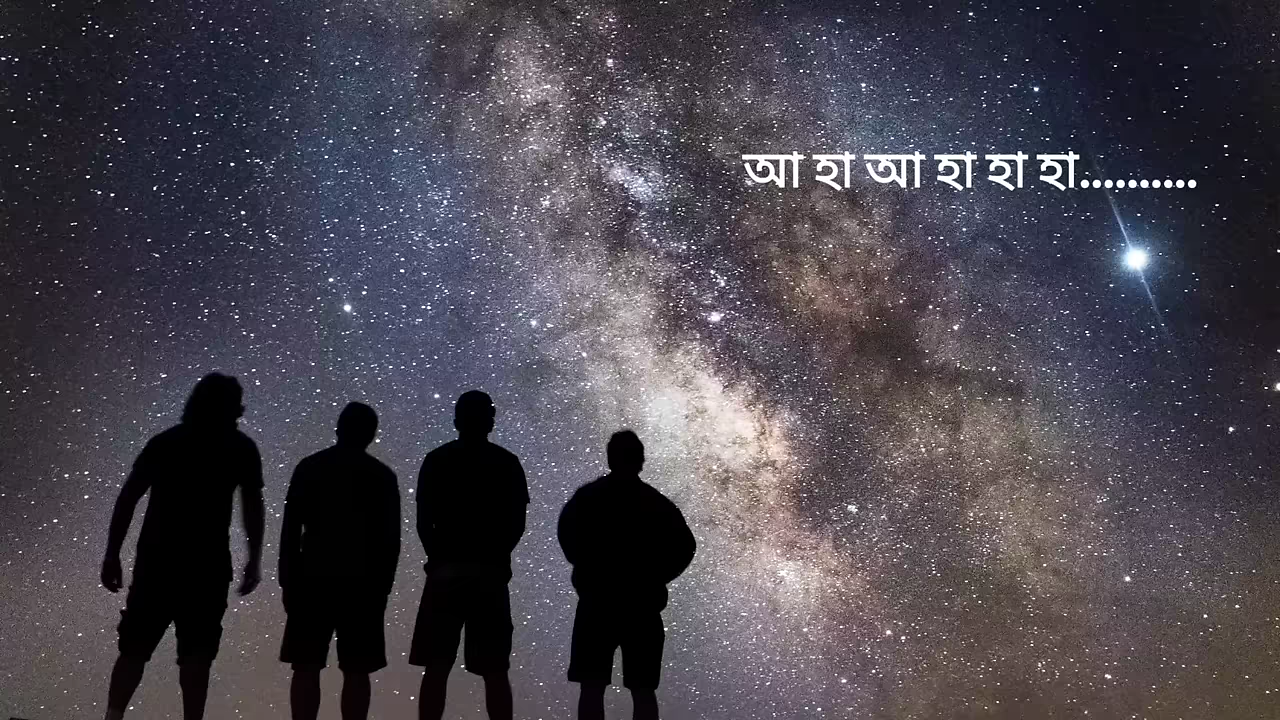 আ হা আ হা হা হা..........